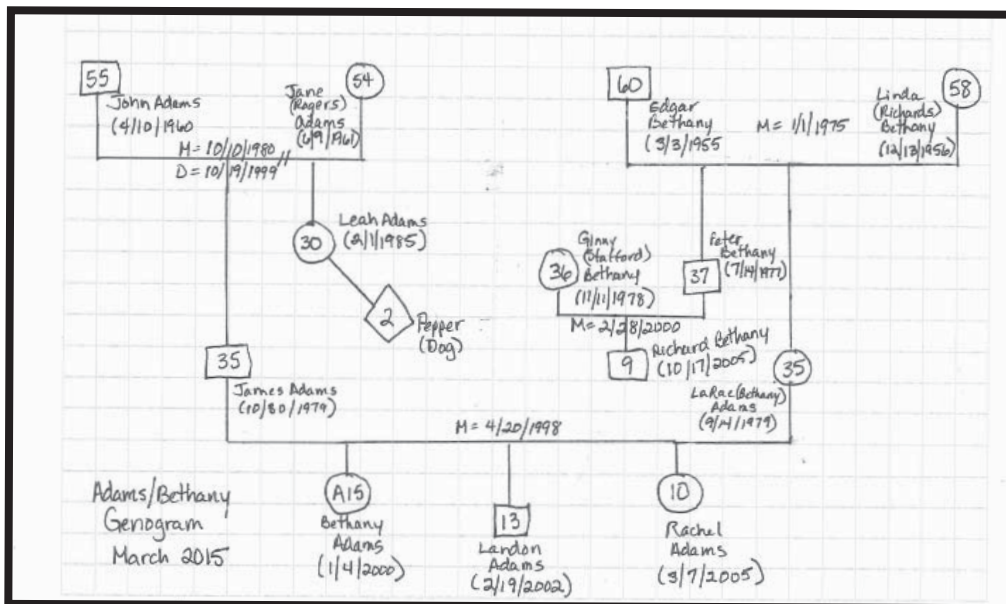 55
John Adams
(4/10/1960
54
Jane
(Rogers)
Adams
(6/9/1961)
M = 10/10/1980
D = 10/19/1999
60
Edgar
Bethany
(3/3/1955
M = 1/1/1975
58
Linda
(Richards)
Bethany
(12/13/1956)
30
Leah Adams
(2/1/1985)
2
Pepper
(Dog)
36
Ginny
(Stafford)
Bethany
(11/11/1978)
37
Peter
Bethany
(7/14/1977)
M = 2/28/2000
9
Richard Bethany
(10/17/2005)
35
James Adams
(10/30/1979)
35
LaRae (Bethany)
Adams
(9/14/1979)
M = 4/20/1998
A15
Bethany
Adams
(1/4/2000)
13
Landon
Adams
(2/19/2002)
10
Rachel
Adams
(3/7/2005)
Adams/Bethany
Genogram
March 2015